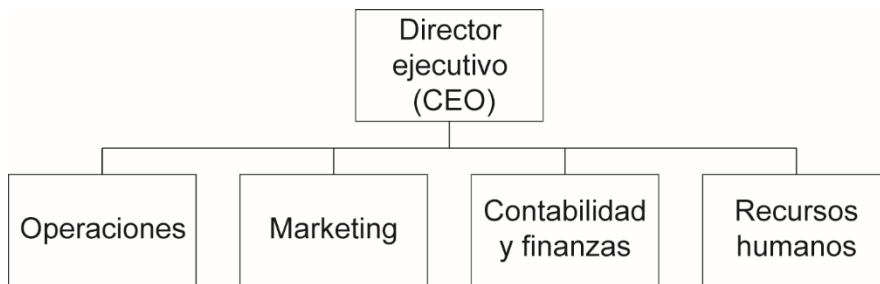 Director
ejecutivo
(CEO)
Operaciones
Marketing
Contabilidad
y finanzas
Recursos
humanos